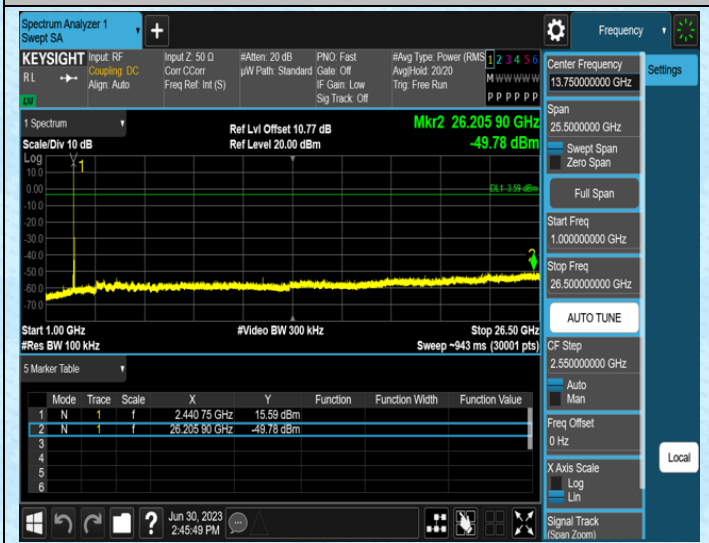 Spectrum Analyzer 1
Swept SA
Frequency
KEYSIGHT
RL
LXI
Input: RF
Coupling: DC
Align: Auto
Input Z: 50 Ω
Corr CCorr
Freq Ref: Int (S)
#Atten: 20 dB
µW Path: Standard
PNO: Fast
Gate: Off
IF Gain: Low
Sig Track: Off
#Avg Type: Power (RMS
Avg|Hold: 20/20
Trig: Free Run
1 2 3 4 5 6
M W W W W W
P P P P P P
1 Spectrum
Scale/Div 10 dB
Ref Lvl Offset 10.77 dB
Ref Level 20.00 dBm
Mkr2 26.205 90 GHz
-49.78 dBm
Log
10.0
0.00
-10.0
-20.0
-30.0
-40.0
-50.0
-60.0
-70.0
1
DL1 -3.59 dBm
2
Start 1.00 GHz
#Res BW 100 kHz
#Video BW 300 kHz
Stop 26.50 GHz
Sweep ~943 ms (30001 pts)
5 Marker Table
Mode Trace Scale X Y Function Function Width Function Value
1 N 1 f 2.440 75 GHz 15.59 dBm
2 N 1 f 26.205 90 GHz -49.78 dBm
3
4
5
6
Jun 30, 2023
2:45:49 PM
Center Frequency
13.750000000 GHz
Settings
Span
25.5000000 GHz
Swept Span
Zero Span
Full Span
Start Freq
1.000000000 GHz
Stop Freq
26.500000000 GHz
AUTO TUNE
CF Step
2.550000000 GHz
Auto
Man
Freq Offset
0 Hz
X Axis Scale
Log
Lin
Local
Signal Track
(Span Zoom)